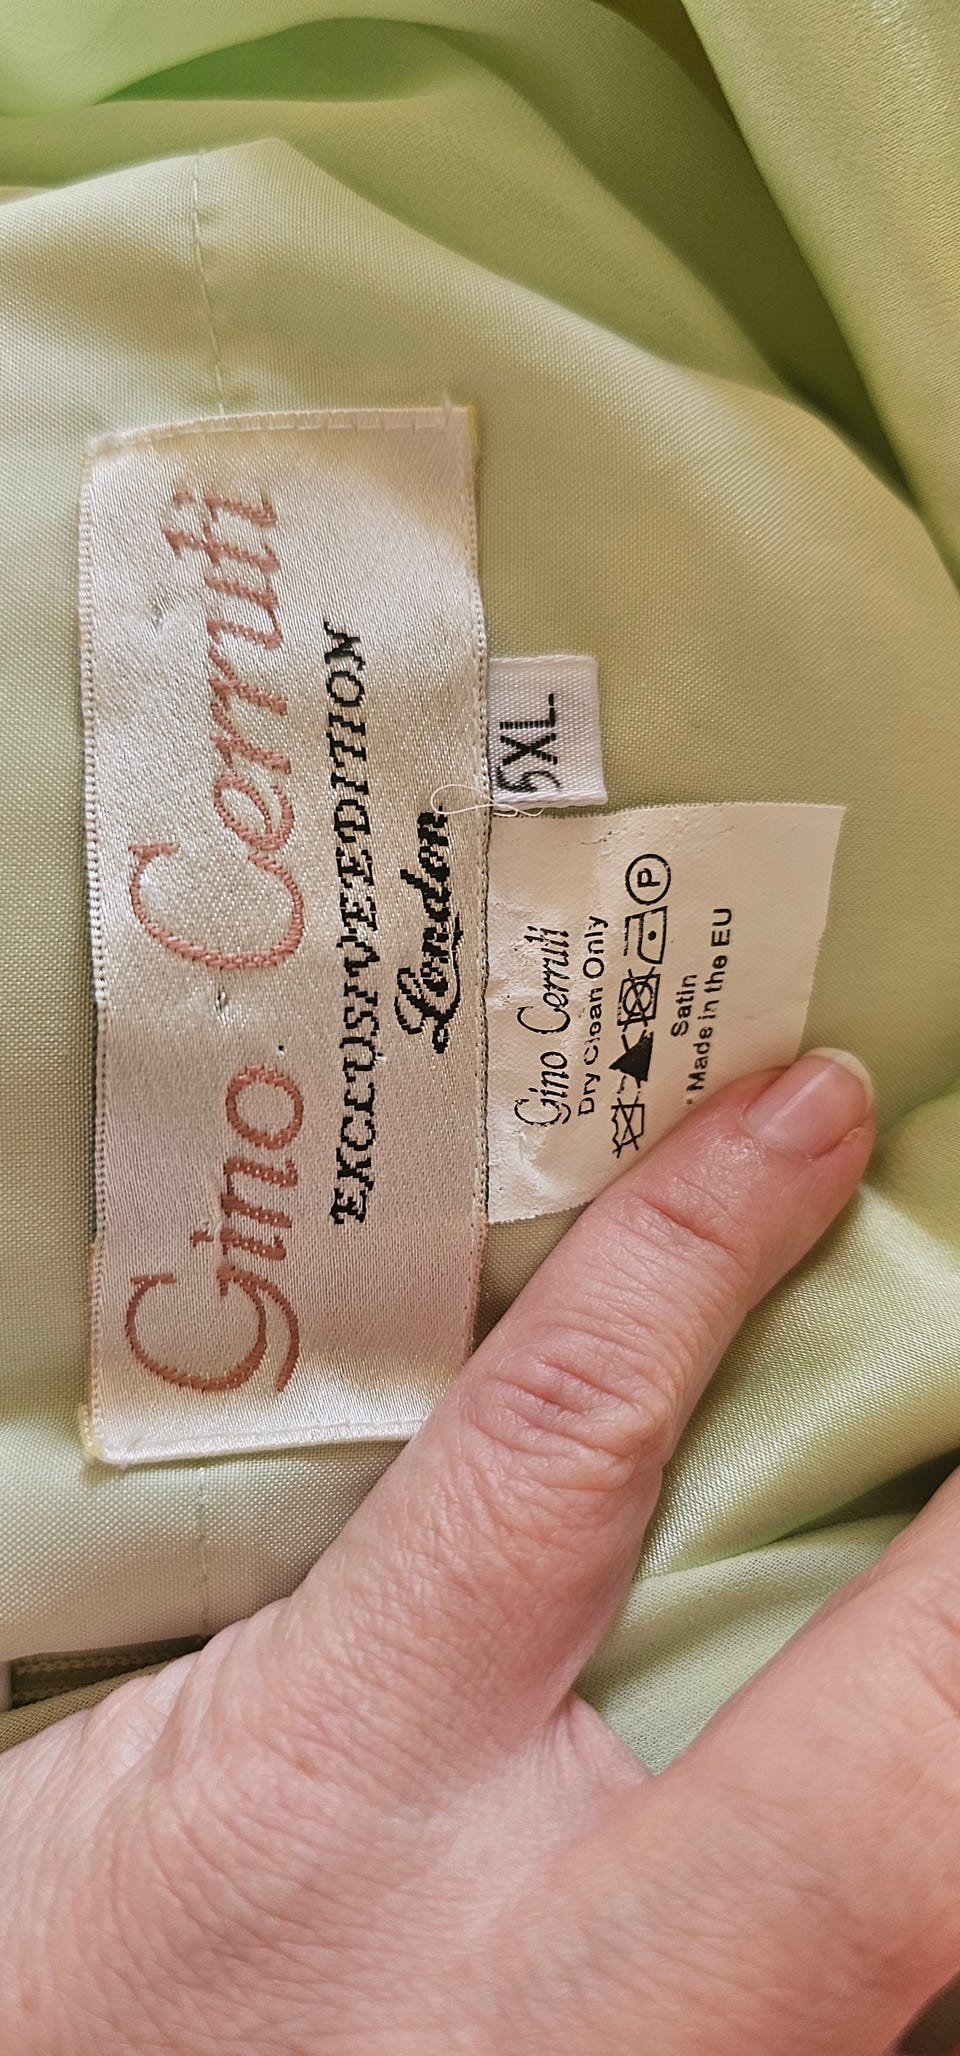 Gino Cerruti
EXCLUSIVE EDITION
London
5XL
Gino Cerruti
Dry Clean Only
P
Satin
Made in the EU